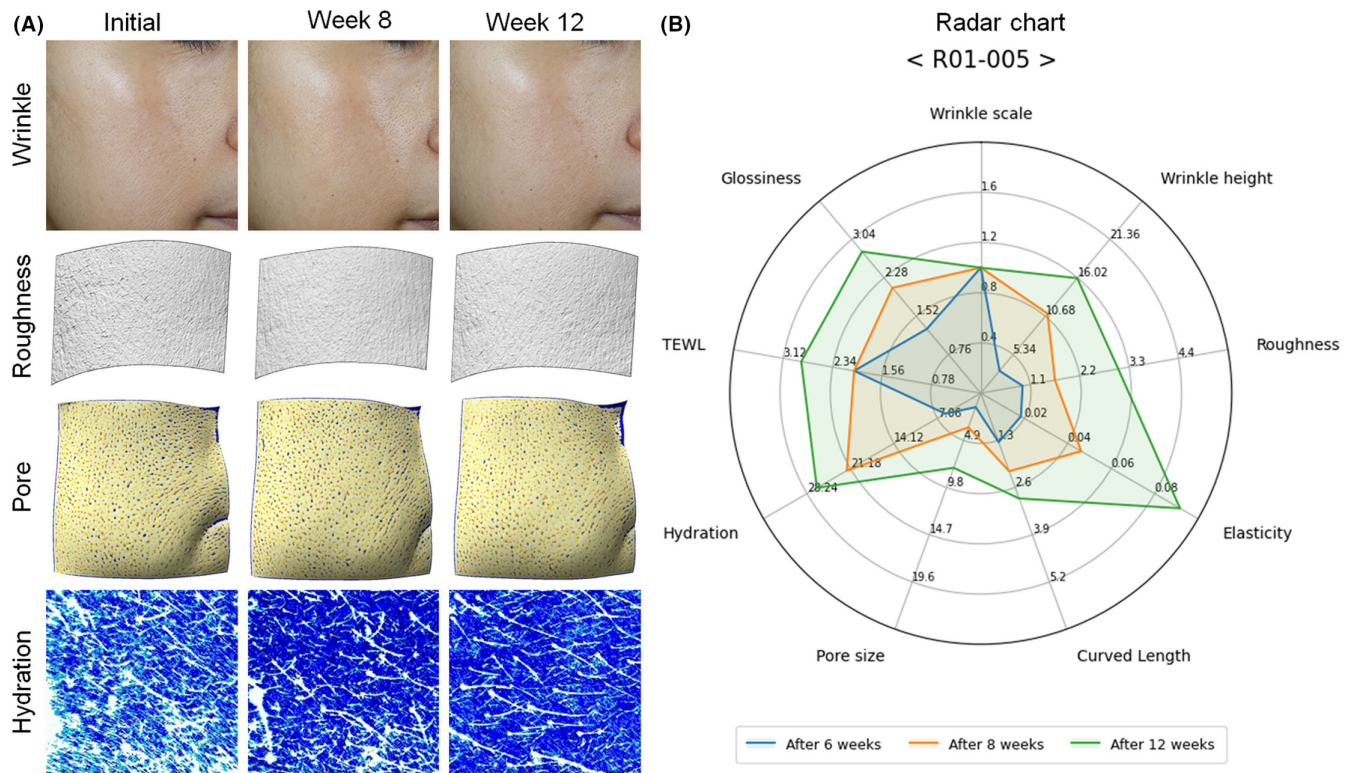 (A)
Initial
Week 8
Week 12
Wrinkle
Roughness
Pore
Hydration
(B)
Radar chart
< R01-005 >
Wrinkle scale
Glossiness
Wrinkle height
1.6
3.04
21.36
1.2
2.28
16.02
1.52
0.8
10.68
TEWL
3.12
2.34
1.56
0.78
0.76
0.4
5.34
1.1
2.2
3.3
4.4
Roughness
7.06
4.9
1.3
0.02
14.12
0.04
21.18
28.24
9.8
2.6
0.06
0.08
Hydration
14.7
3.9
Elasticity
19.6
5.2
Pore size
Curved Length
After 6 weeks
After 8 weeks
After 12 weeks